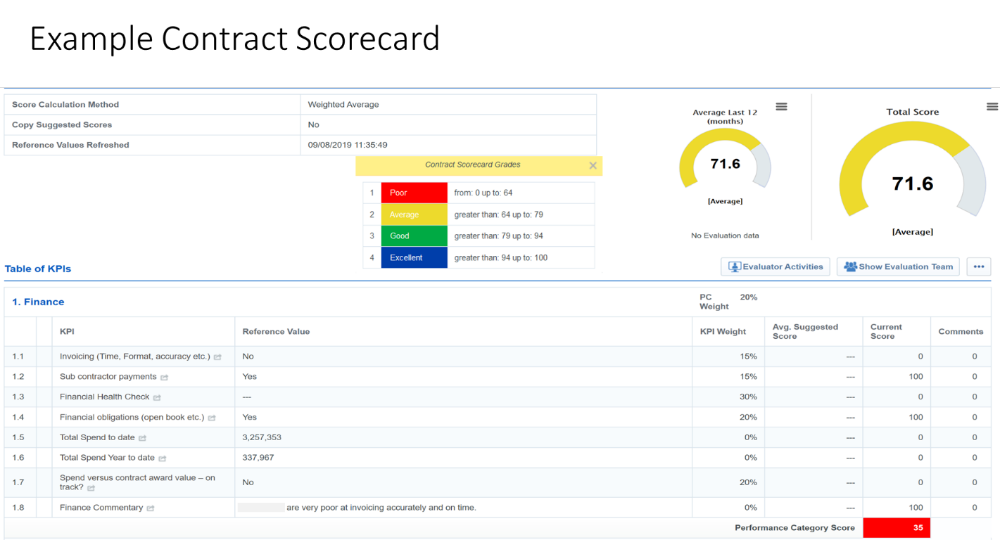 Example Contract Scorecard
Score Calculation Method Weighted Average
Copy Suggested Scores No
Reference Values Refreshed 09/08/2019 11:35:49
Contract Scorecard Grades
1 Poor from: 0 up to: 64
2 Average greater than: 64 up to: 79
3 Good greater than: 79 up to: 94
4 Excellent greater than: 94 up to: 100
Average Last 12
(months)
71.6
[Average]
No Evaluation data
Total Score
71.6
[Average]
Table of KPIs
Evaluator Activities Show Evaluation Team
1. Finance PC Weight 20%
KPI Reference Value KPI Weight Avg. Suggested Score Current Score Comments
1.1 Invoicing (Time, Format, accuracy etc.) No 15% --- 0 0
1.2 Sub contractor payments Yes 15% --- 100 0
1.3 Financial Health Check --- 30% --- 0 0
1.4 Financial obligations (open book etc.) Yes 20% --- 100 0
1.5 Total Spend to date 3,257,353 0% --- 0 0
1.6 Total Spend Year to date 337,967 0% --- 0 0
1.7 Spend versus contract award value – on track? No 20% --- 0 0
1.8 Finance Commentary are very poor at invoicing accurately and on time. 0% --- 100 0
Performance Category Score 35